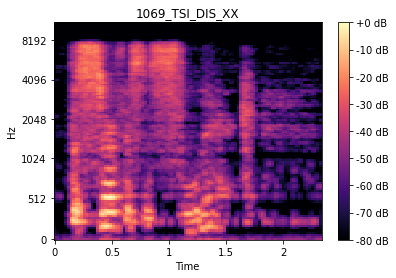 1069_TSI_DIS_XX
Hz
8192
4096
2048
1024
512
0
0
0.5
1
1.5
2
Time
+0 dB
-10 dB
-20 dB
-30 dB
-40 dB
-50 dB
-60 dB
-70 dB
-80 dB